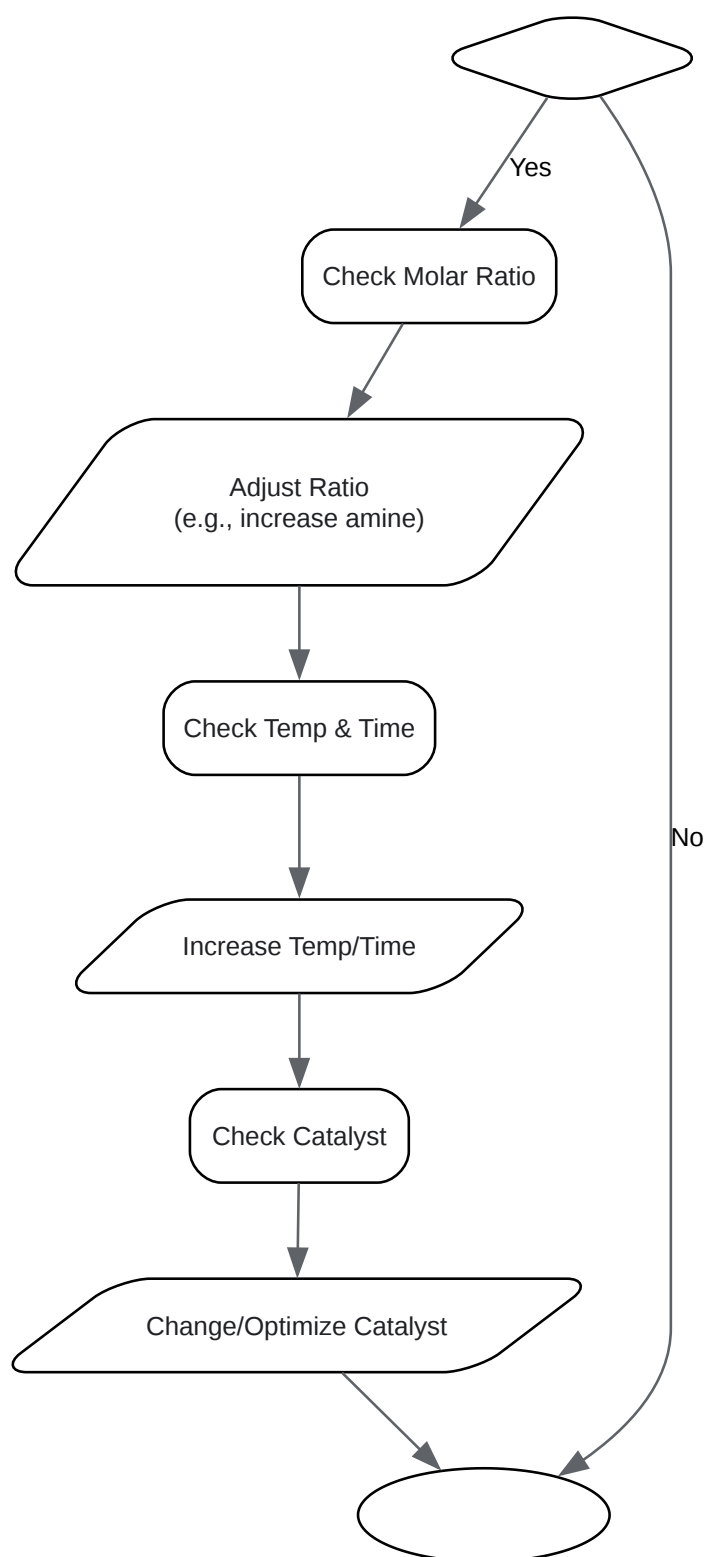 Yes
Check Molar Ratio
Adjust Ratio
(e.g., increase amine)
Check Temp & Time
No
Increase Temp/Time
Check Catalyst
Change/Optimize Catalyst